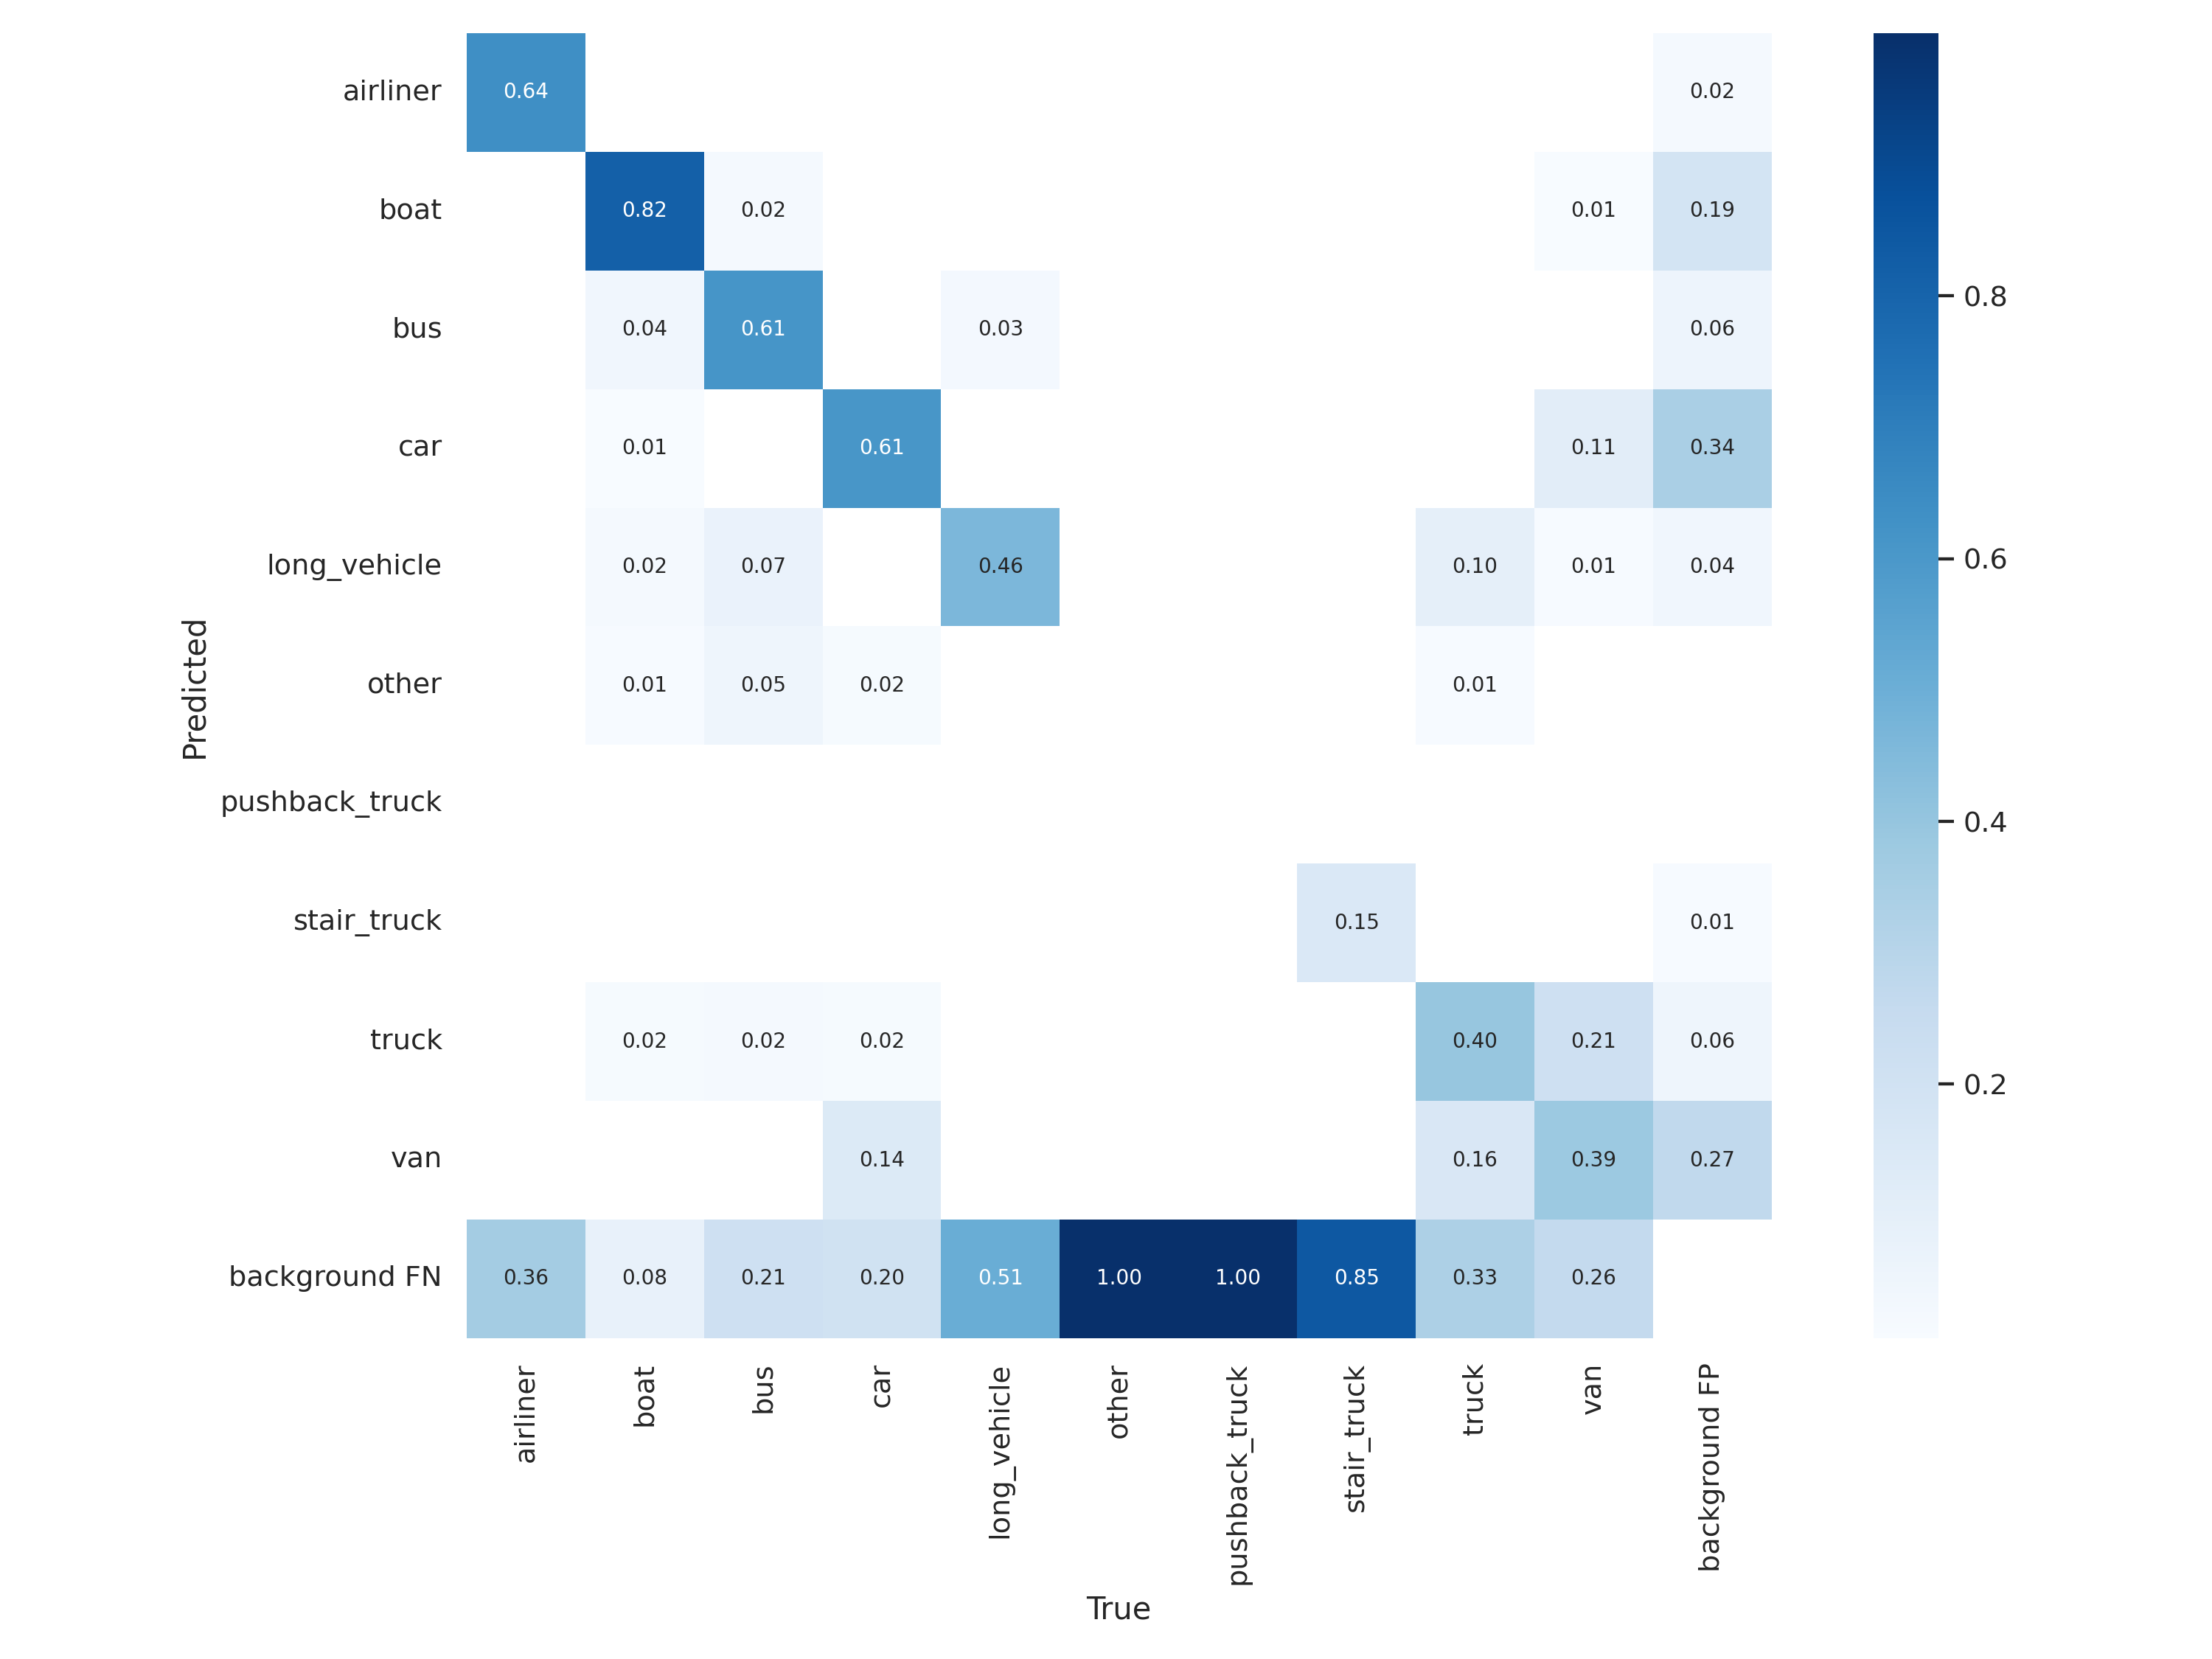 airliner 0.64 0.02
boat 0.82 0.02 0.01 0.19
bus 0.04 0.61 0.03 0.06
car 0.01 0.61 0.11 0.34
long_vehicle 0.02 0.07 0.46 0.10 0.01 0.04
other 0.01 0.05 0.02 0.01
pushback_truck
stair_truck 0.15 0.01
truck 0.02 0.02 0.02 0.40 0.21 0.06
van 0.14 0.16 0.39 0.27
background FN 0.36 0.08 0.21 0.20 0.51 1.00 1.00 0.85 0.33 0.26
Predicted
airliner
boat
bus
car
long_vehicle
other
pushback_truck
stair_truck
truck
van
background FP
True
0.8
0.6
0.4
0.2